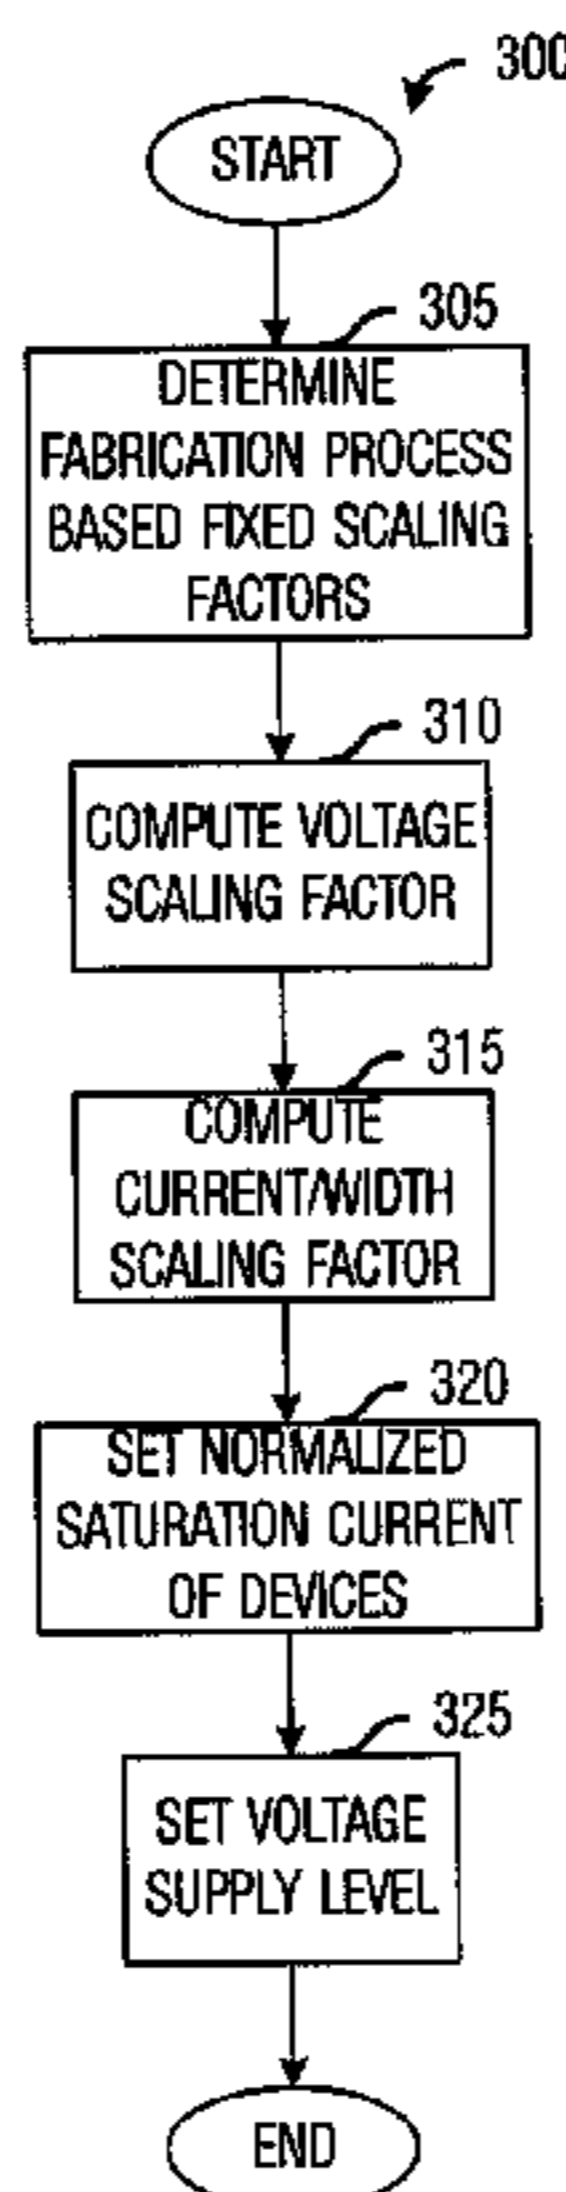 300
START
305
DETERMINE
FABRICATION PROCESS
BASED FIXED SCALING
FACTORS
310
COMPUTE VOLTAGE
SCALING FACTOR
315
COMPUTE
CURRENT/WIDTH
SCALING FACTOR
320
SET NORMALIZED
SATURATION CURRENT
OF DEVICES
325
SET VOLTAGE
SUPPLY LEVEL
END